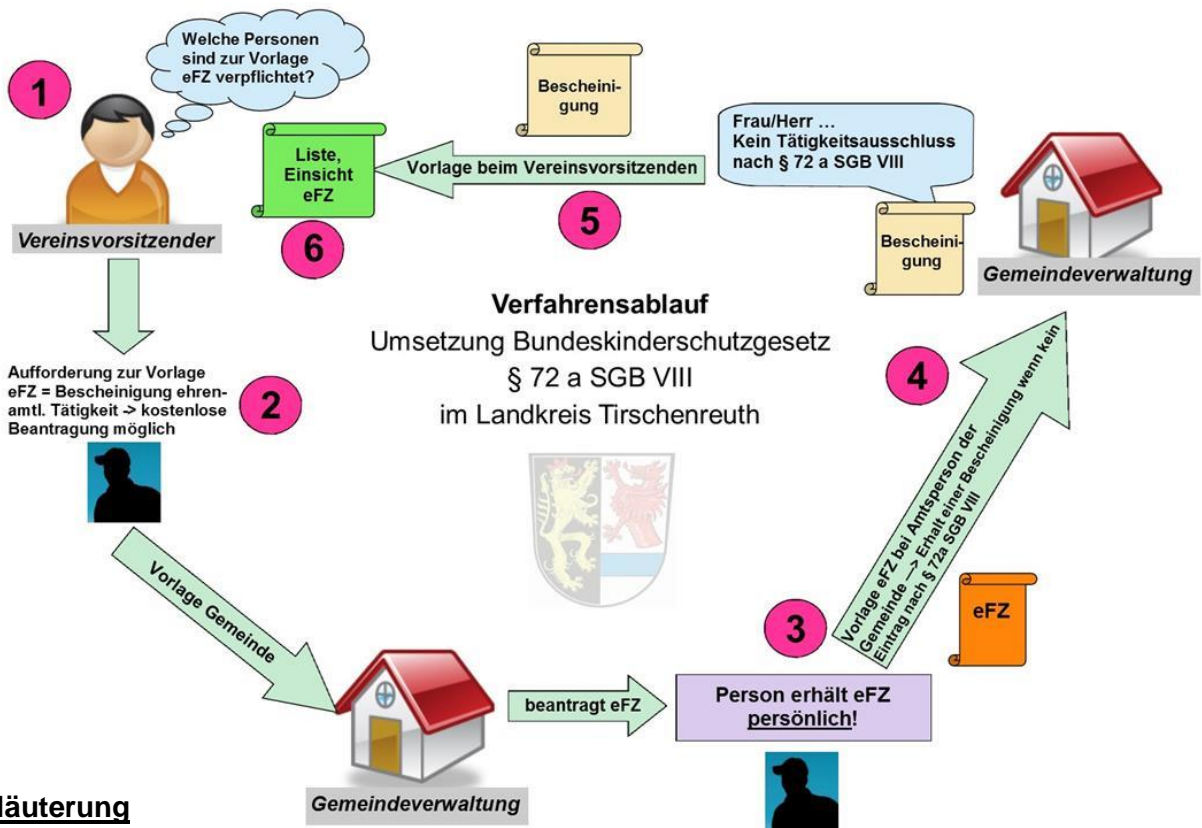 1
Welche Personen
sind zur Vorlage
eFZ verpflichtet?
Vereinsvorsitzender
Aufforderung zur Vorlage
eFZ = Bescheinigung ehren-
amtl. Tätigkeit -> kostenlose
Beantragung möglich
2
Vorlage Gemeinde
Gemeindeverwaltung
beantragt eFZ
3
Person erhält eFZ
persönlich!
eFZ
4
Vorlage eFZ bei Amtsperson der
Gemeinde --> Erhalt einer Bescheinigung wenn kein
Eintrag nach § 72a SGB VIII
Gemeindeverwaltung
Frau/Herr ...
Kein Tätigkeitsausschluss
nach § 72 a SGB VIII
Bescheini-
gung
Bescheini-
gung
Vorlage beim Vereinsvorsitzenden
5
Liste,
Einsicht
eFZ
6
Verfahrensablauf
Umsetzung Bundeskinderschutzgesetz
§ 72 a SGB VIII
im Landkreis Tirschenreuth
läuterung